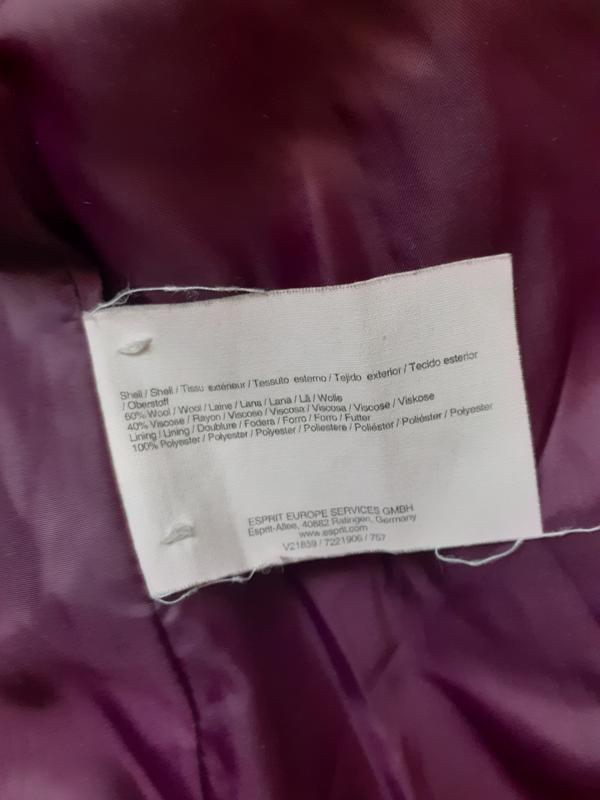 Shell / Shell / Tissu extérieur / Tessuto esterno / Tejido exterior / Tecido esterior
/ Oberstoff
60% Wool / Wool / Laine / Lana / Lana / Lã / Wolle
40% Viscose / Rayon / Viscose / Viscosa / Viscosa / Viscose / Viskose
Lining / Lining / Doublure / Fodera / Forro / Forro / Futter
100% Polyester / Polyester / Polyester / Poliestere / Poliéster / Poliéster / Polyester
ESPRIT EUROPE SERVICES GMBH
Esprit-Allee, 40882 Ratingen, Germany
www.esprit.com
V21839 / 7221906 / 757